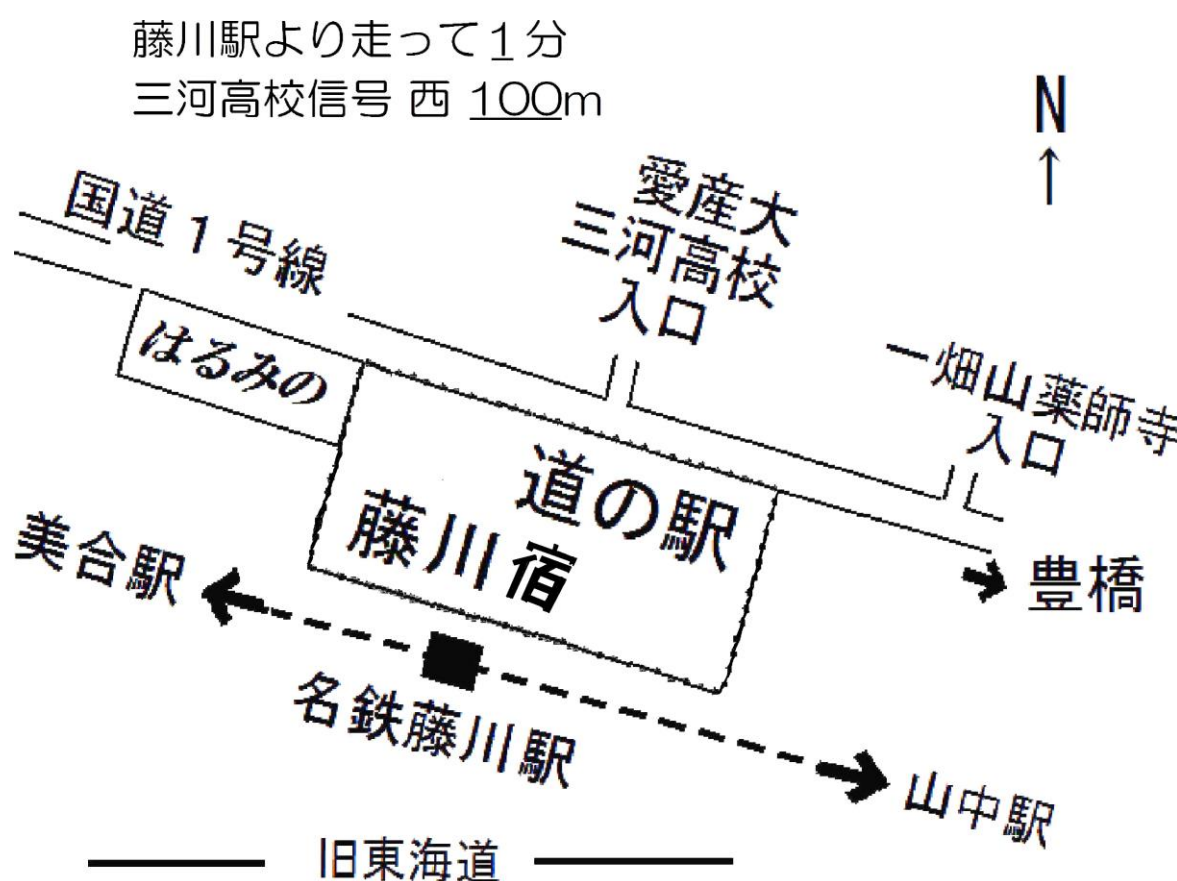 藤川駅より走って1分
三河高校信号 西 100m
N
↑
国道1号線
愛産大
三河高校
入口
一畑山薬師寺
入口
はるみの
道の駅
藤川宿
美合駅
豊橋
名鉄藤川駅
山中駅
旧東海道